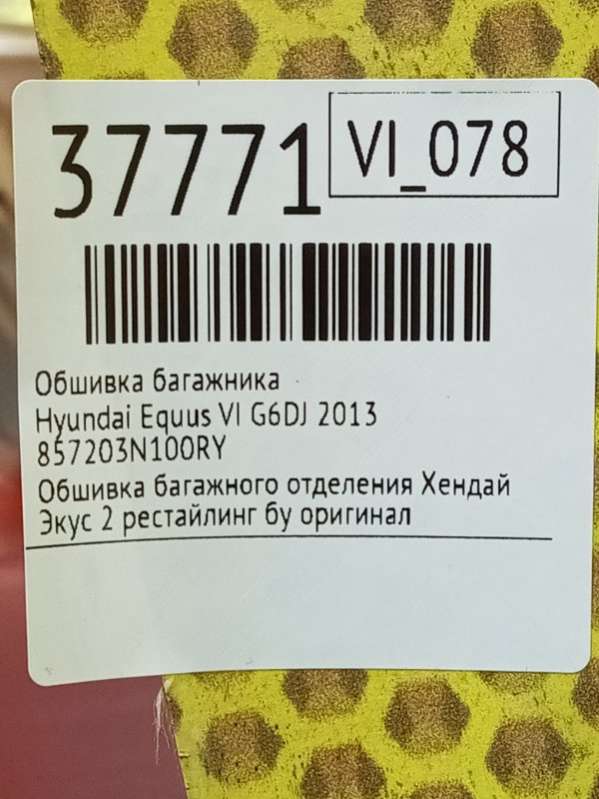 37771
VI_078
Обшивка багажника
Hyundai Equus VI G6DJ 2013
857203N100RY
Обшивка багажного отделения Хендай
Экус 2 рестайлинг бу оригинал